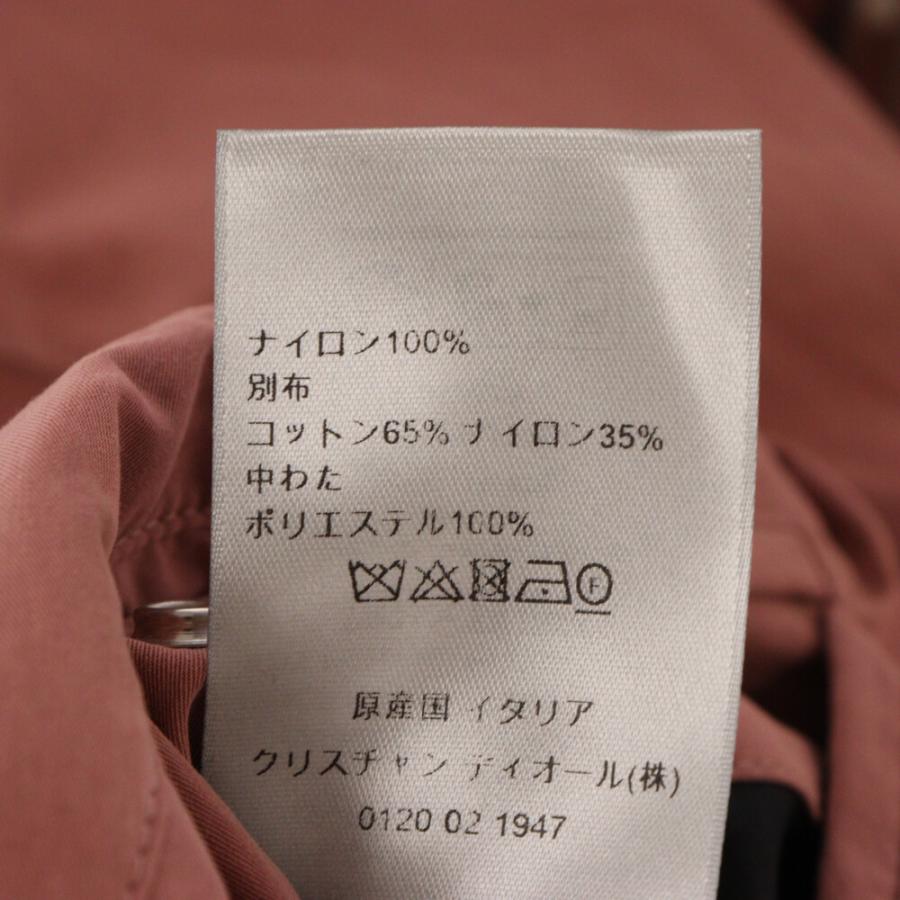 ナイロン100%
別布
コットン65% ナイロン35%
中わた
ポリエステル100%
F
原産国 イタリア
クリスチャン ディオール(株)
0120 02 1947